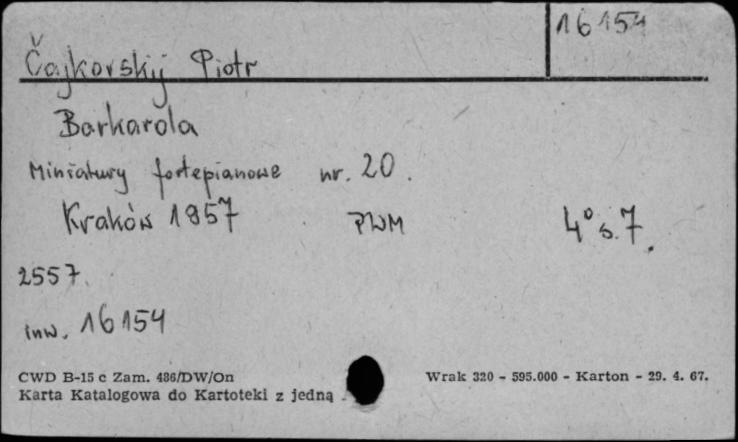 16154
Čajkovskij Piotr
Barkarola
Miniatury fortepianowe nr. 20.
Kraków 1957 PWM 4° s. 7.
2557.
inw. 16154
CWD B-15 c Zam. 486/DW/On Wrak 320 - 595.000 - Karton - 29. 4. 67.
Karta Katalogowa do Kartoteki z jedną